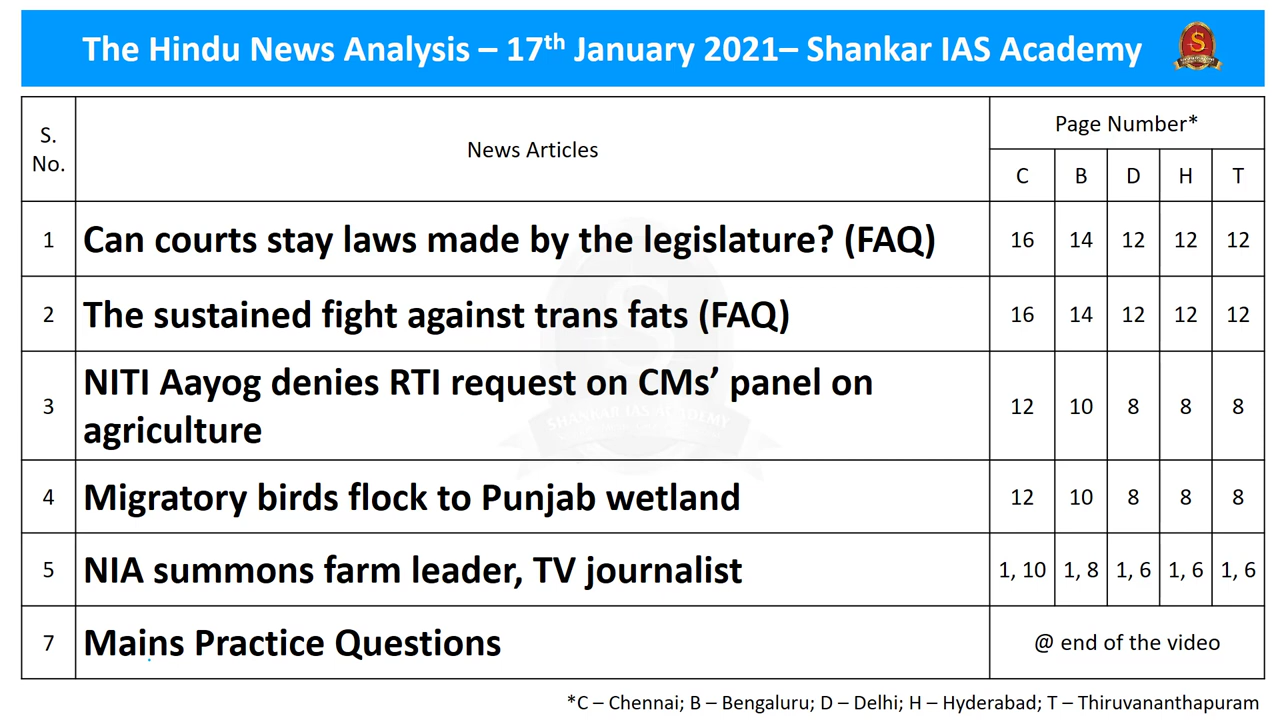 The Hindu News Analysis – 17th January 2021– Shankar IAS Academy
S. No.
News Articles
Page Number*
C B D H T
1 Can courts stay laws made by the legislature? (FAQ) 16 14 12 12 12
2 The sustained fight against trans fats (FAQ) 16 14 12 12 12
3 NITI Aayog denies RTI request on CMs’ panel on
agriculture 12 10 8 8 8
4 Migratory birds flock to Punjab wetland 12 10 8 8 8
5 NIA summons farm leader, TV journalist 1, 10 1, 8 1, 6 1, 6 1, 6
7 Mains Practice Questions @ end of the video
*C – Chennai; B – Bengaluru; D – Delhi; H – Hyderabad; T – Thiruvananthapuram
SHANKAR IAS ACADEMY